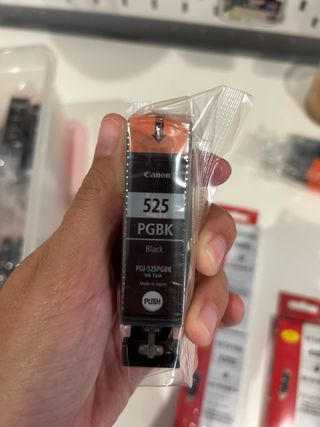 Canon
525
PGBK
Black
PGI-525PGBK
Ink Tank
Made in Japan
PUSH